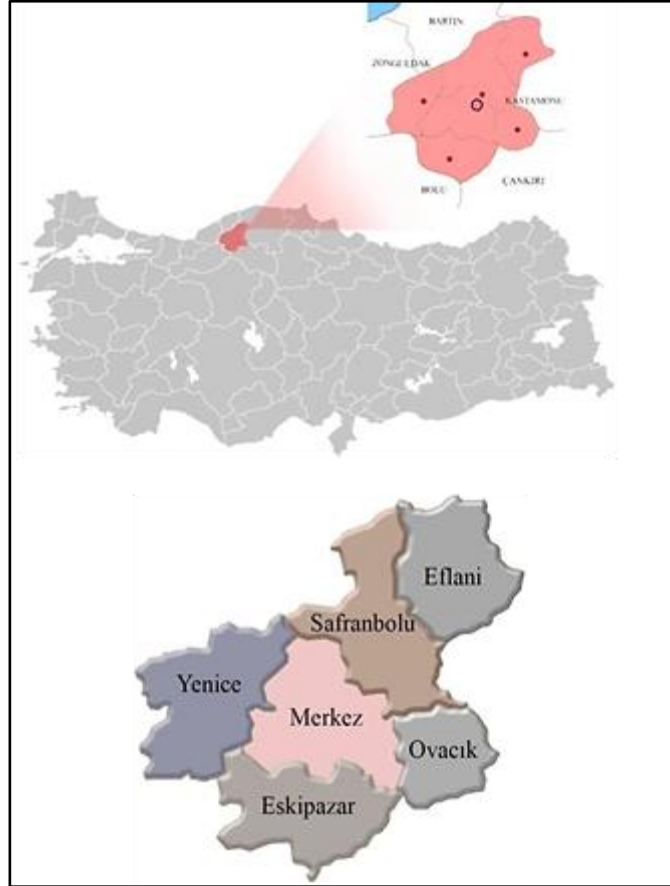 BARTIN
ZONGULDAK
KASTAMONU
BOLU
ÇANKIRI
Eflani
Safranbolu
Yenice
Merkez
Ovacık
Eskipazar